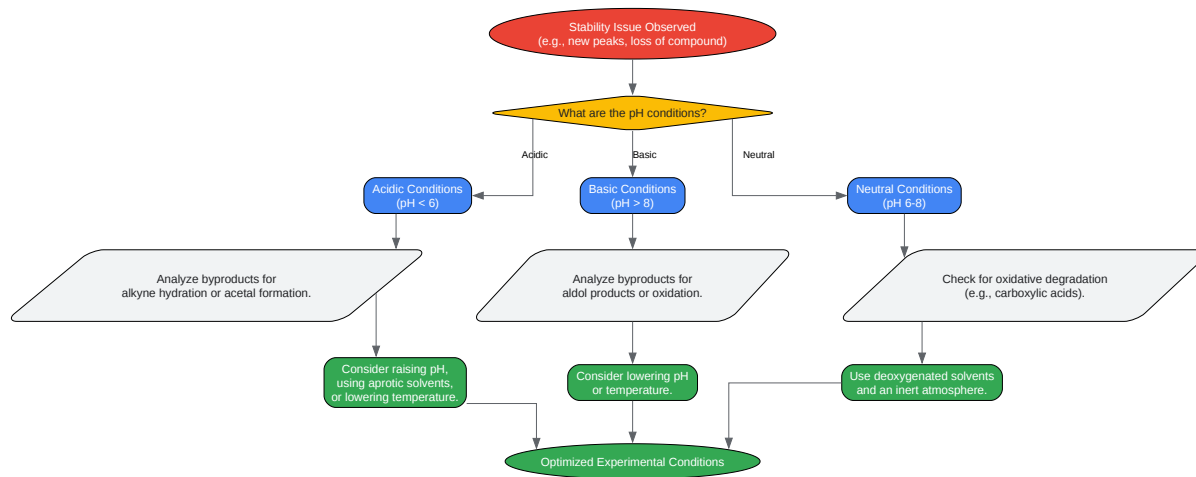 Stability Issue Observed
(e.g., new peaks, loss of compound)
What are the pH conditions?
Acidic
Basic
Neutral
Acidic Conditions
(pH < 6)
Basic Conditions
(pH > 8)
Neutral Conditions
(pH 6-8)
Analyze byproducts for
alkyne hydration or acetal formation.
Analyze byproducts for
aldol products or oxidation.
Check for oxidative degradation
(e.g., carboxylic acids).
Consider raising pH,
using aprotic solvents,
or lowering temperature.
Consider lowering pH
or temperature.
Use deoxygenated solvents
and an inert atmosphere.
Optimized Experimental Conditions